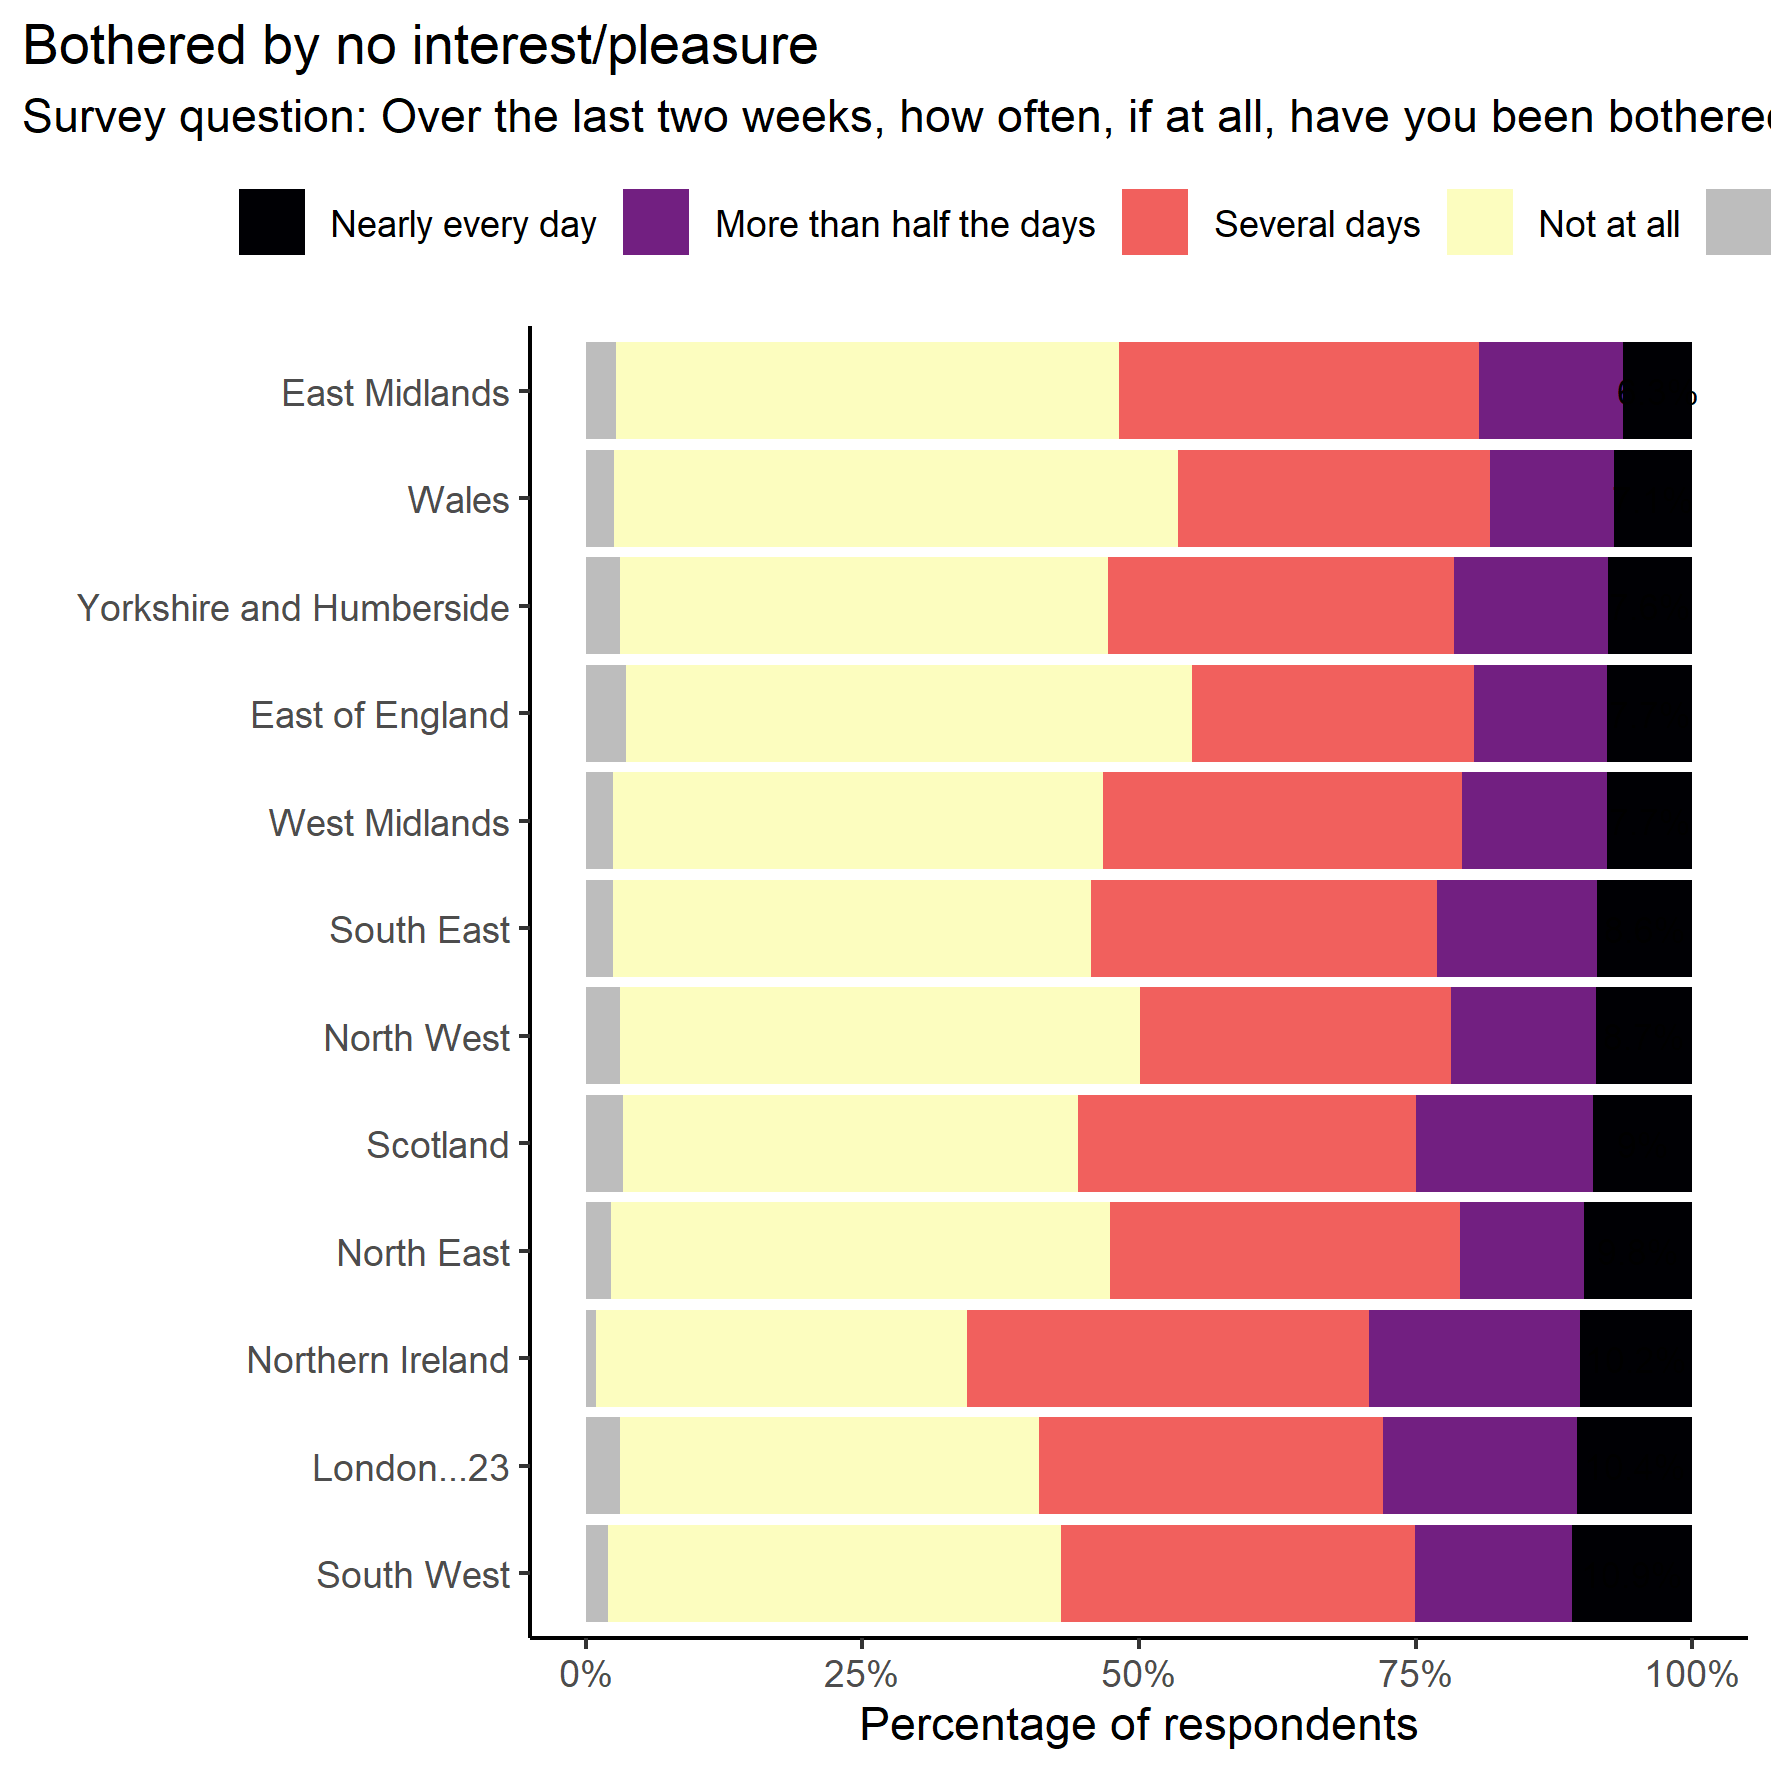 Bothered by no interest/pleasure
Survey question: Over the last two weeks, how often, if at all, have you been bothered
Nearly every day More than half the days Several days Not at all
East Midlands
Wales
Yorkshire and Humberside
East of England
West Midlands
South East
North West
Scotland
North East
Northern Ireland
London...23
South West
0% 25% 50% 75% 100%
Percentage of respondents